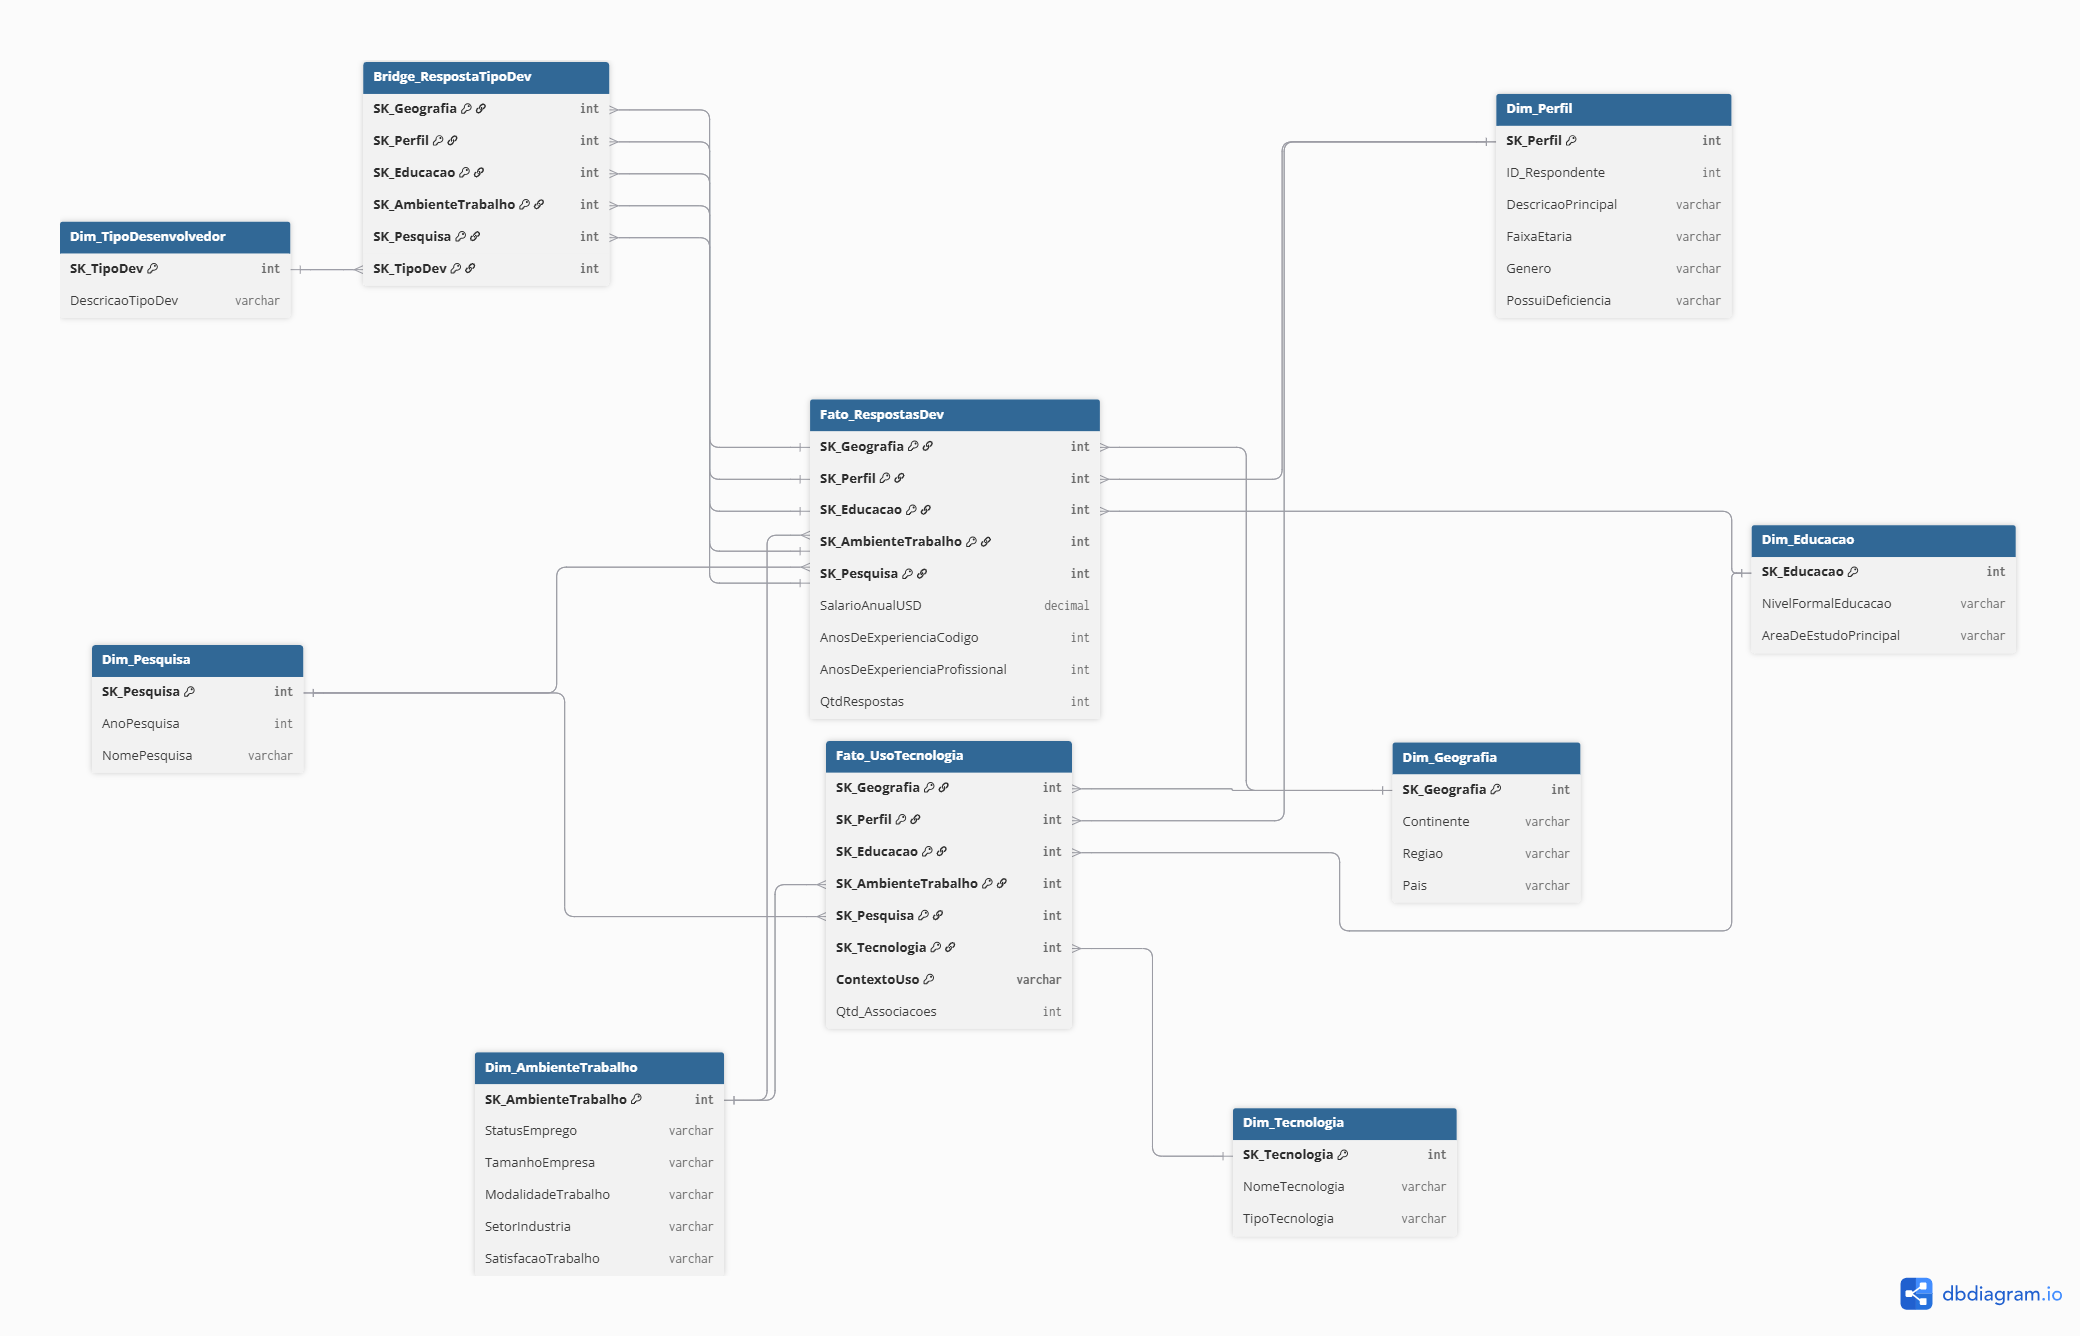 Bridge_RespostaTipoDev
SK_Geografia int
SK_Perfil int
SK_Educacao int
SK_AmbienteTrabalho int
SK_Pesquisa int
SK_TipoDev int
Dim_TipoDesenvolvedor
SK_TipoDev int
DescricaoTipoDev varchar
Dim_Perfil
SK_Perfil int
ID_Respondente int
DescricaoPrincipal varchar
FaixaEtaria varchar
Genero varchar
PossuiDeficiencia varchar
Fato_RespostasDev
SK_Geografia int
SK_Perfil int
SK_Educacao int
SK_AmbienteTrabalho int
SK_Pesquisa int
SalarioAnualUSD decimal
AnosDeExperienciaCodigo int
AnosDeExperienciaProfissional int
QtdRespostas int
Dim_Educacao
SK_Educacao int
NivelFormalEducacao varchar
AreaDeEstudoPrincipal varchar
Dim_Pesquisa
SK_Pesquisa int
AnoPesquisa int
NomePesquisa varchar
Fato_UsoTecnologia
SK_Geografia int
SK_Perfil int
SK_Educacao int
SK_AmbienteTrabalho int
SK_Pesquisa int
SK_Tecnologia int
ContextoUso varchar
Qtd_Associacoes int
Dim_Geografia
SK_Geografia int
Continente varchar
Regiao varchar
Pais varchar
Dim_AmbienteTrabalho
SK_AmbienteTrabalho int
StatusEmprego varchar
TamanhoEmpresa varchar
ModalidadeTrabalho varchar
SetorIndustria varchar
SatisfacaoTrabalho varchar
Dim_Tecnologia
SK_Tecnologia int
NomeTecnologia varchar
TipoTecnologia varchar
dbdiagram.io